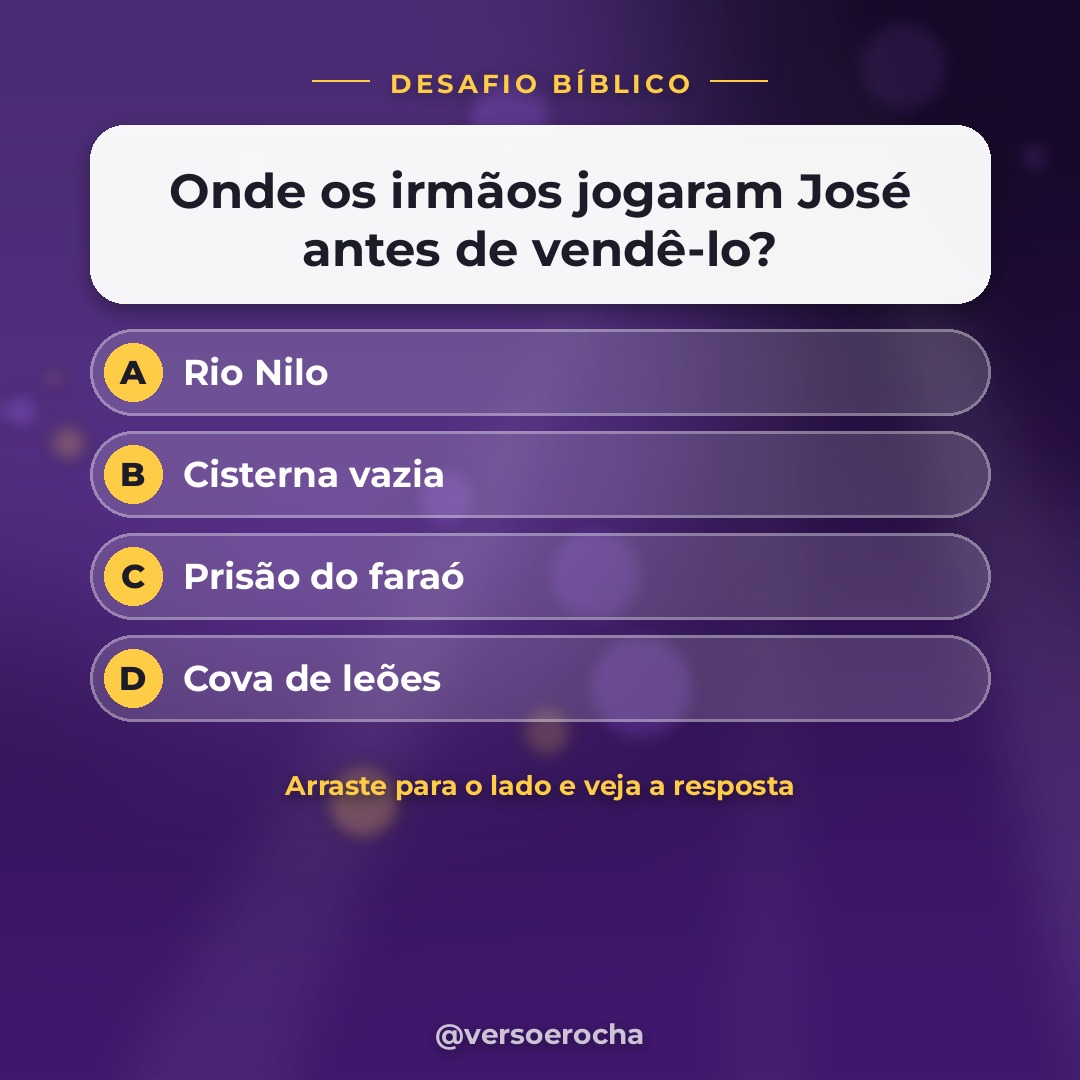 DESAFIO BÍBLICO
Onde os irmãos jogaram José
antes de vendê-lo?
A Rio Nilo
B Cisterna vazia
C Prisão do faraó
D Cova de leões
Arraste para o lado e veja a resposta
@versoerocha